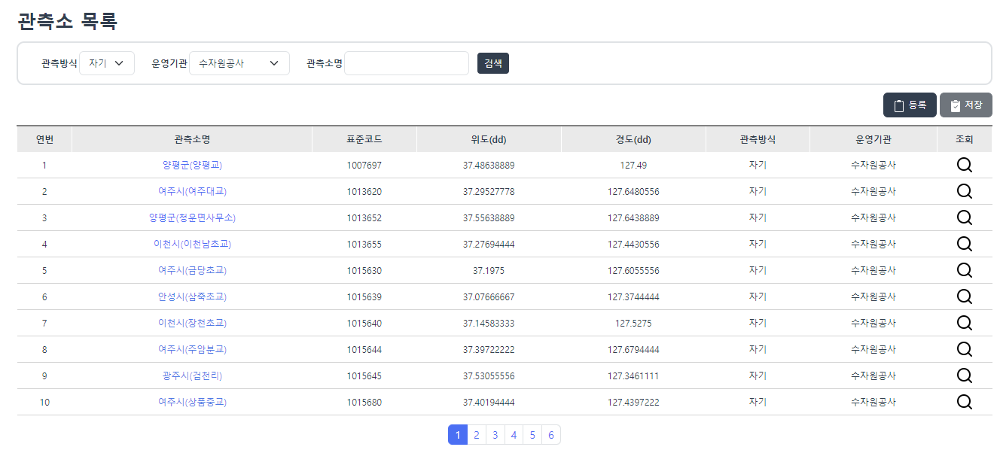 관측소 목록
관측방식 자기 운영기관 수자원공사 관측소명 검색
등록 저장
연번 관측소명 표준코드 위도(dd) 경도(dd) 관측방식 운영기관 조회
1 양평군(양평교) 1007697 37.48638889 127.49 자기 수자원공사
2 여주시(여주대교) 1013620 37.29527778 127.6480556 자기 수자원공사
3 양평군(청운면사무소) 1013652 37.55638889 127.6438889 자기 수자원공사
4 이천시(이천남초교) 1013655 37.27694444 127.4430556 자기 수자원공사
5 여주시(금당초교) 1015630 37.1975 127.6055556 자기 수자원공사
6 안성시(삼죽초교) 1015639 37.07666667 127.3744444 자기 수자원공사
7 이천시(장천초교) 1015640 37.14583333 127.5275 자기 수자원공사
8 여주시(주암분교) 1015644 37.39722222 127.6794444 자기 수자원공사
9 광주시(검천리) 1015645 37.53055556 127.3461111 자기 수자원공사
10 여주시(상품중교) 1015680 37.40194444 127.4397222 자기 수자원공사
1 2 3 4 5 6